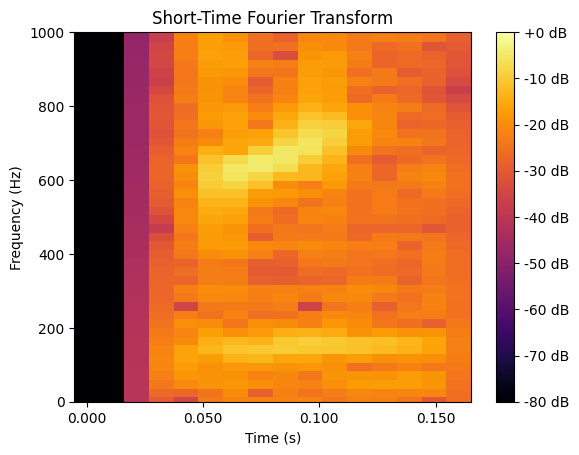 Short-Time Fourier Transform
1000
800
600
400
200
0
Frequency (Hz)
0.000
0.050
0.100
0.150
Time (s)
+0 dB
-10 dB
-20 dB
-30 dB
-40 dB
-50 dB
-60 dB
-70 dB
-80 dB